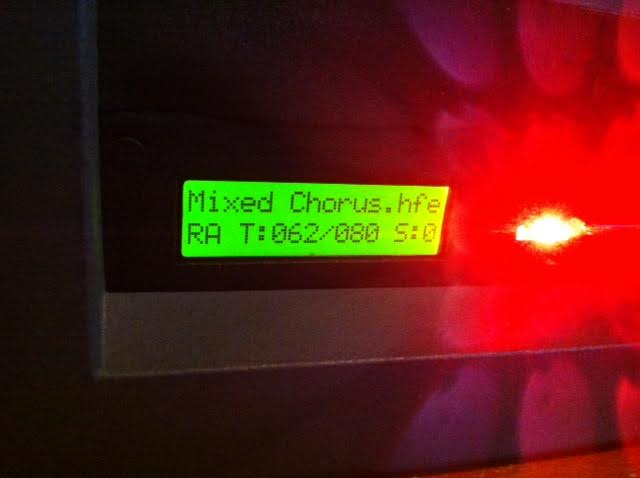 Mixed Chorus.hfe
RA T:062/080 S:0